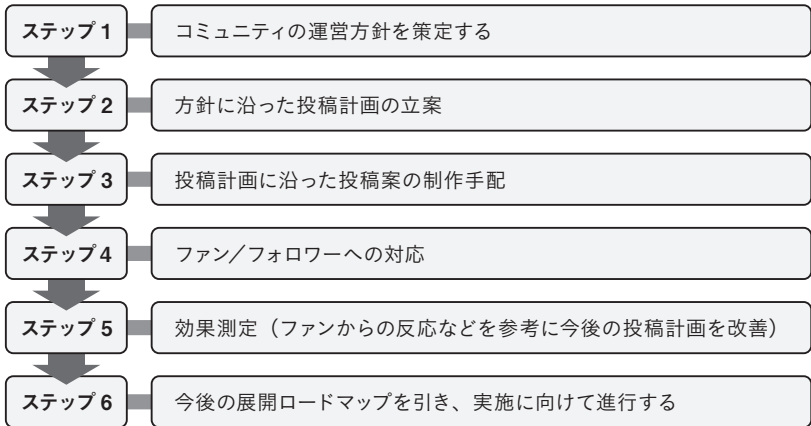 ステップ 1 コミュニティの運営方針を策定する
ステップ 2 方針に沿った投稿計画の立案
ステップ 3 投稿計画に沿った投稿案の制作手配
ステップ 4 ファン／フォロワーへの対応
ステップ 5 効果測定（ファンからの反応などを参考に今後の投稿計画を改善）
ステップ 6 今後の展開ロードマップを引き、実施に向けて進行する